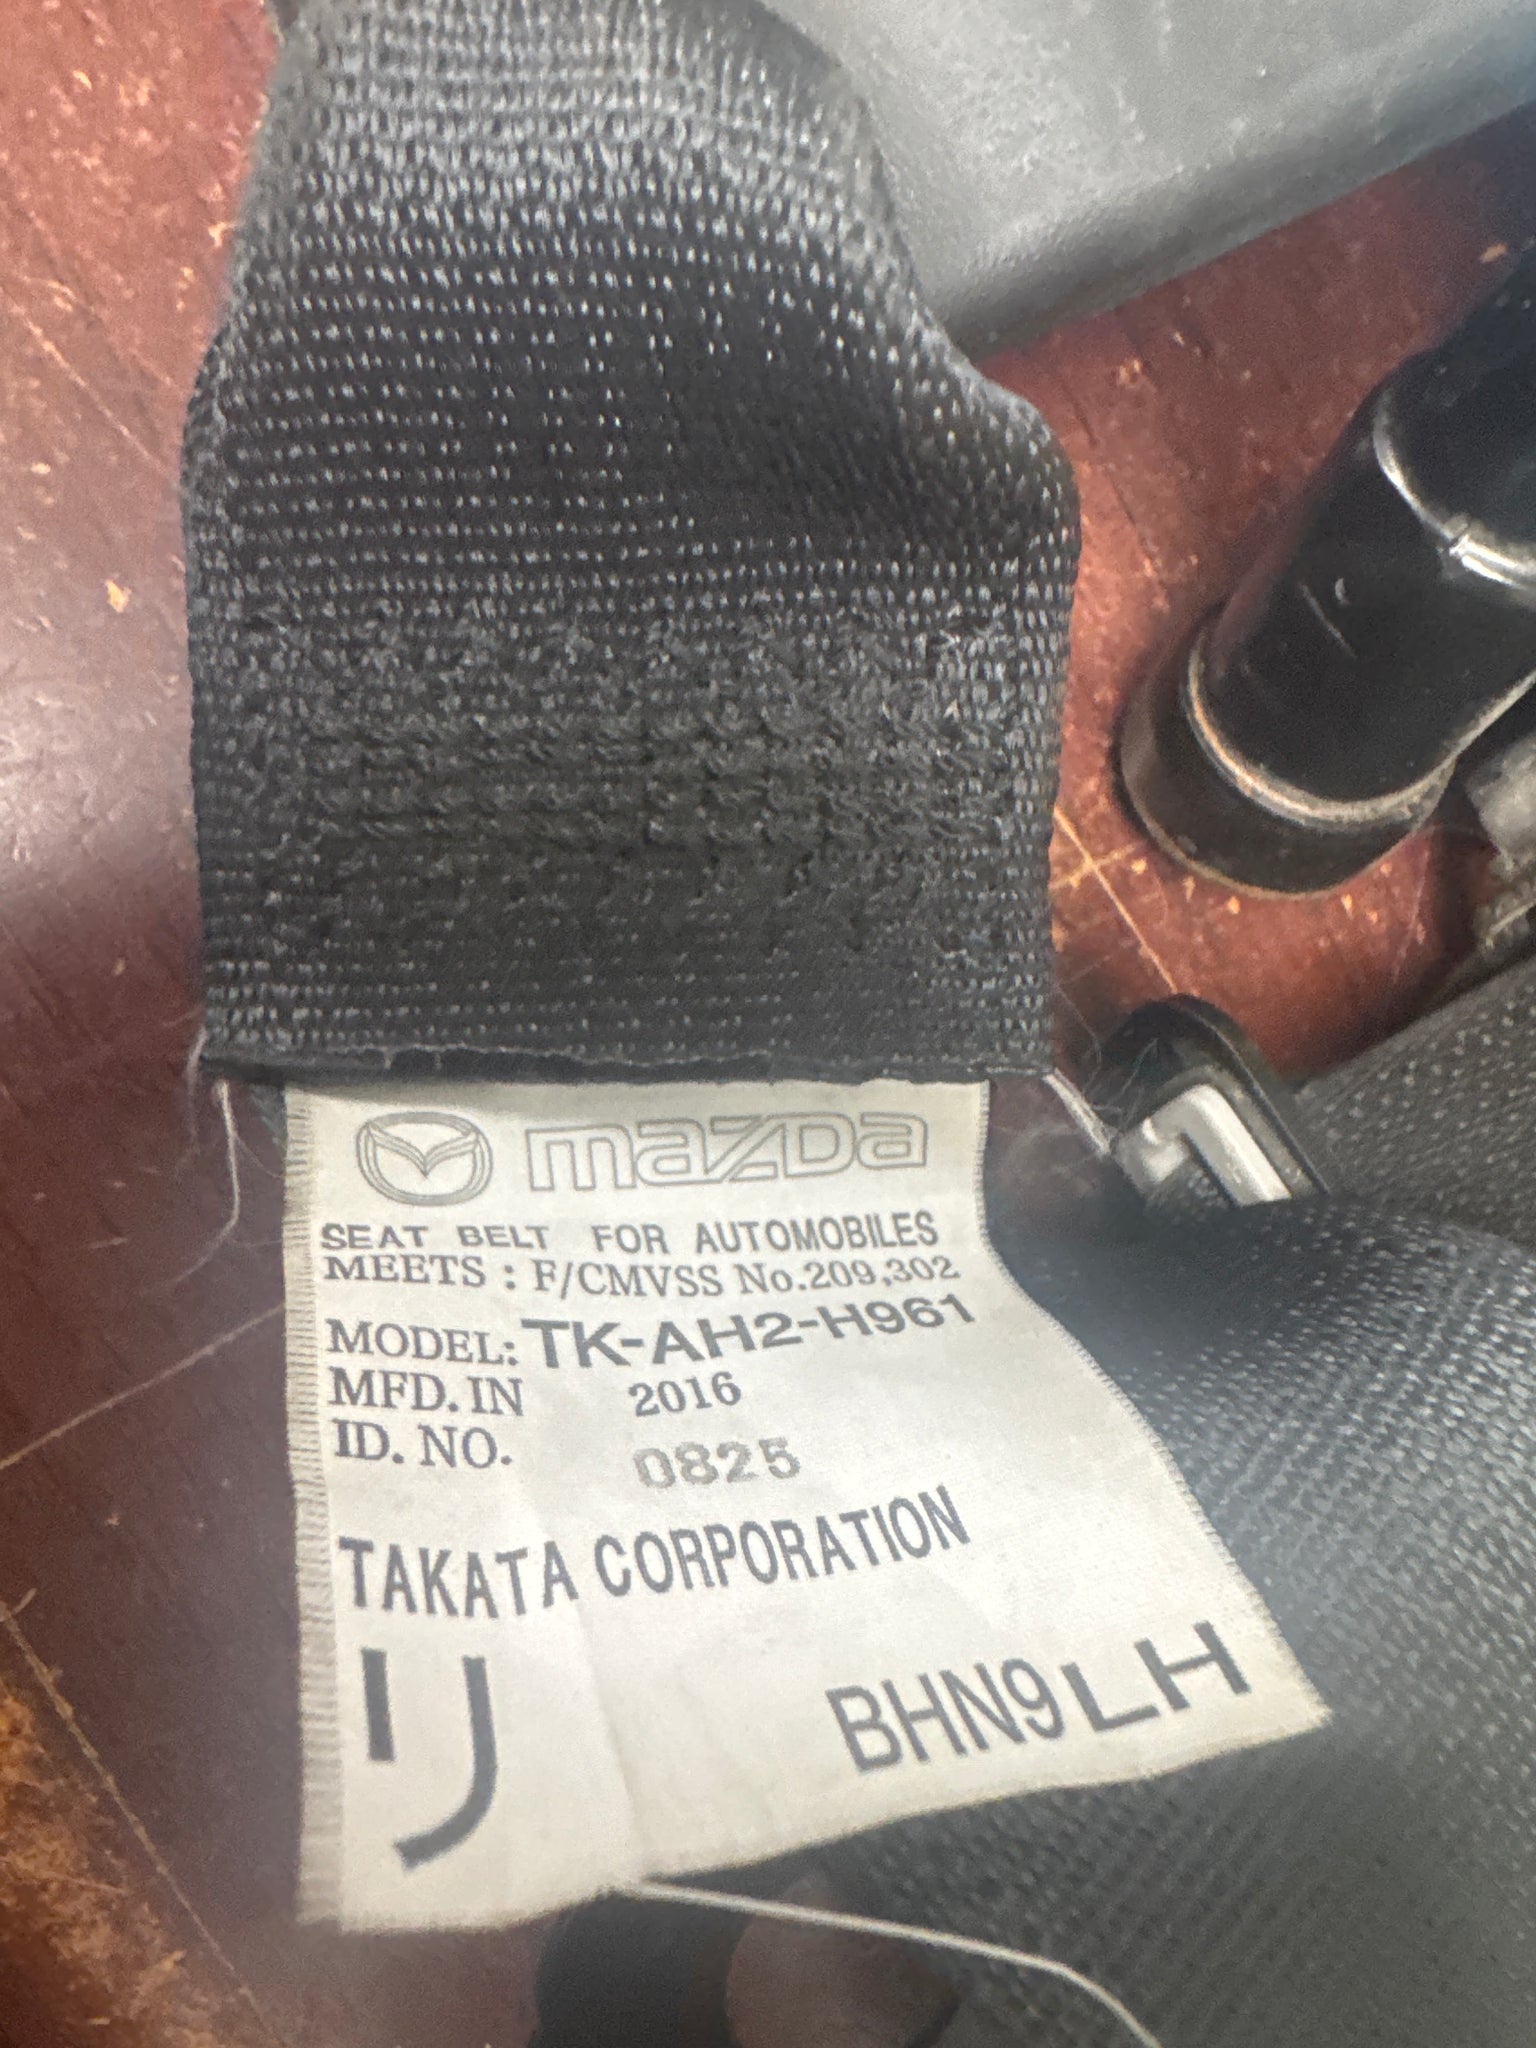 mazda
SEAT BELT FOR AUTOMOBILES
MEETS : F/CMVSS No.209,302
MODEL: TK-AH2-H961
MFD. IN 2016
ID. NO. 0825
TAKATA CORPORATION
リ BHN9LH